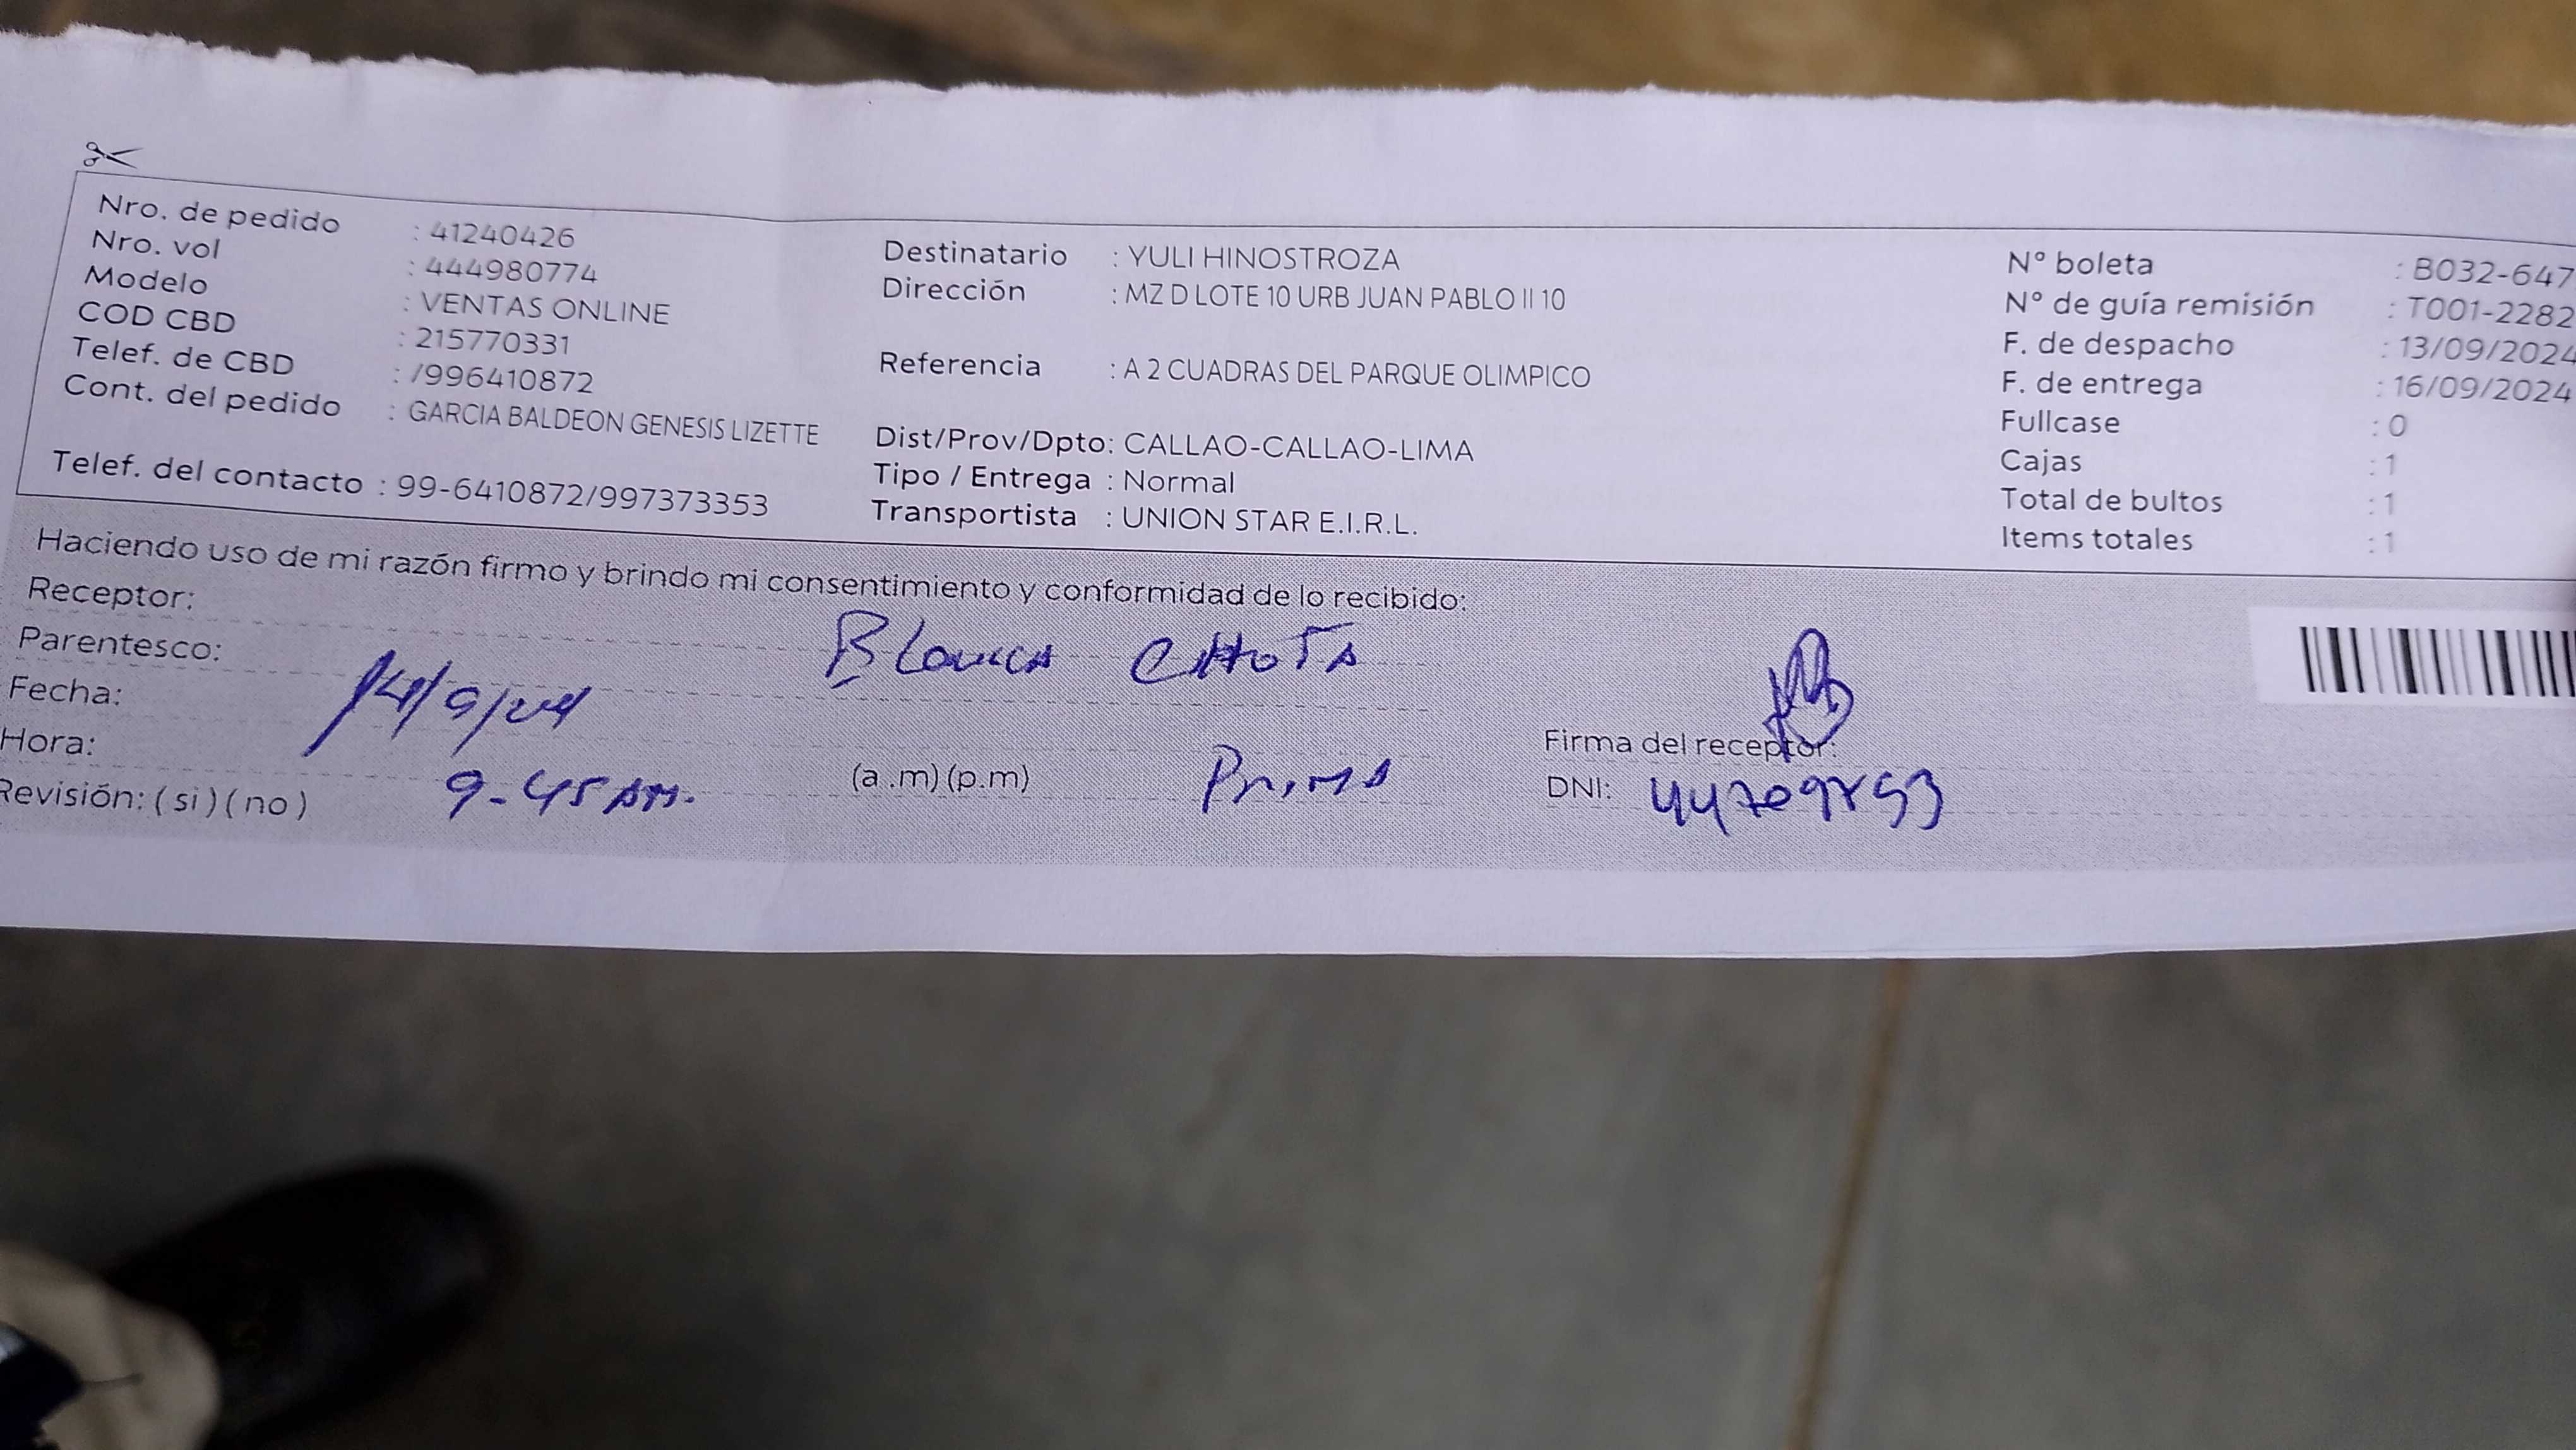 Nro. de pedido : 41240426
Nro. vol : 444980774
Modelo : VENTAS ONLINE
COD CBD : 215770331
Telef. de CBD : /996410872
Cont. del pedido : GARCIA BALDEON GENESIS LIZETTE
Telef. del contacto : 99-6410872/997373353
Destinatario : YULI HINOSTROZA
Dirección : MZ D LOTE 10 URB JUAN PABLO II 10
Referencia : A 2 CUADRAS DEL PARQUE OLIMPICO
Dist/Prov/Dpto: CALLAO-CALLAO-LIMA
Tipo / Entrega : Normal
Transportista : UNION STAR E.I.R.L.
N° boleta : B032-647
N° de guía remisión : T001-2282
F. de despacho : 13/09/2024
F. de entrega : 16/09/2024
Fullcase : 0
Cajas : 1
Total de bultos : 1
Items totales : 1
Haciendo uso de mi razón firmo y brindo mi consentimiento y conformidad de lo recibido:
Receptor: Blanca CHOTA
Parentesco:
Fecha: 14/9/24
Hora: 9-45 AM. (a.m) (p.m) Prima
Revisión: ( si ) ( no )
Firma del receptor:
DNI: 44709853